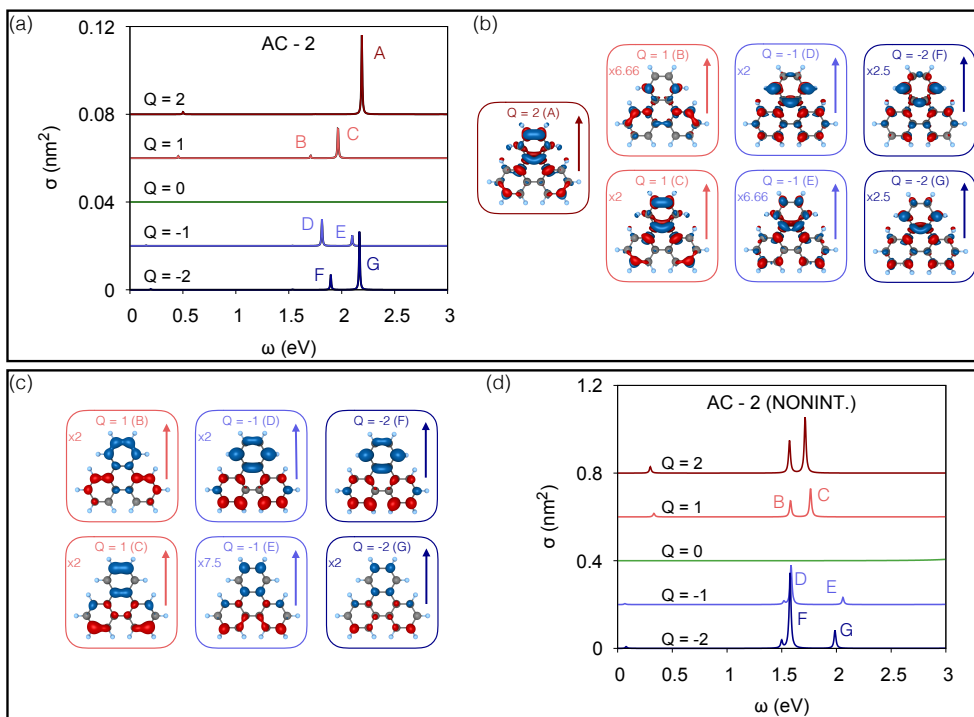 (a)
AC - 2
σ (nm²)
0.12
0.08
0.04
0
Q = 2
Q = 1
Q = 0
Q = -1
Q = -2
A
B
C
D
E
F
G
0
0.5
1
1.5
2
2.5
3
ω (eV)
(b)
Q = 2 (A)
Q = 1 (B)
x6.66
Q = -1 (D)
x2
Q = -2 (F)
x2.5
Q = 1 (C)
x2
Q = -1 (E)
x6.66
Q = -2 (G)
x2.5
(c)
Q = 1 (B)
x2
Q = -1 (D)
x2
Q = -2 (F)
x2
Q = 1 (C)
x2
Q = -1 (E)
x7.5
Q = -2 (G)
x2
(d)
AC - 2 (NONINT.)
σ (nm²)
1.2
0.8
0.4
0
Q = 2
Q = 1
Q = 0
Q = -1
Q = -2
B
C
D
E
F
G
0
0.5
1
1.5
2
2.5
3
ω (eV)